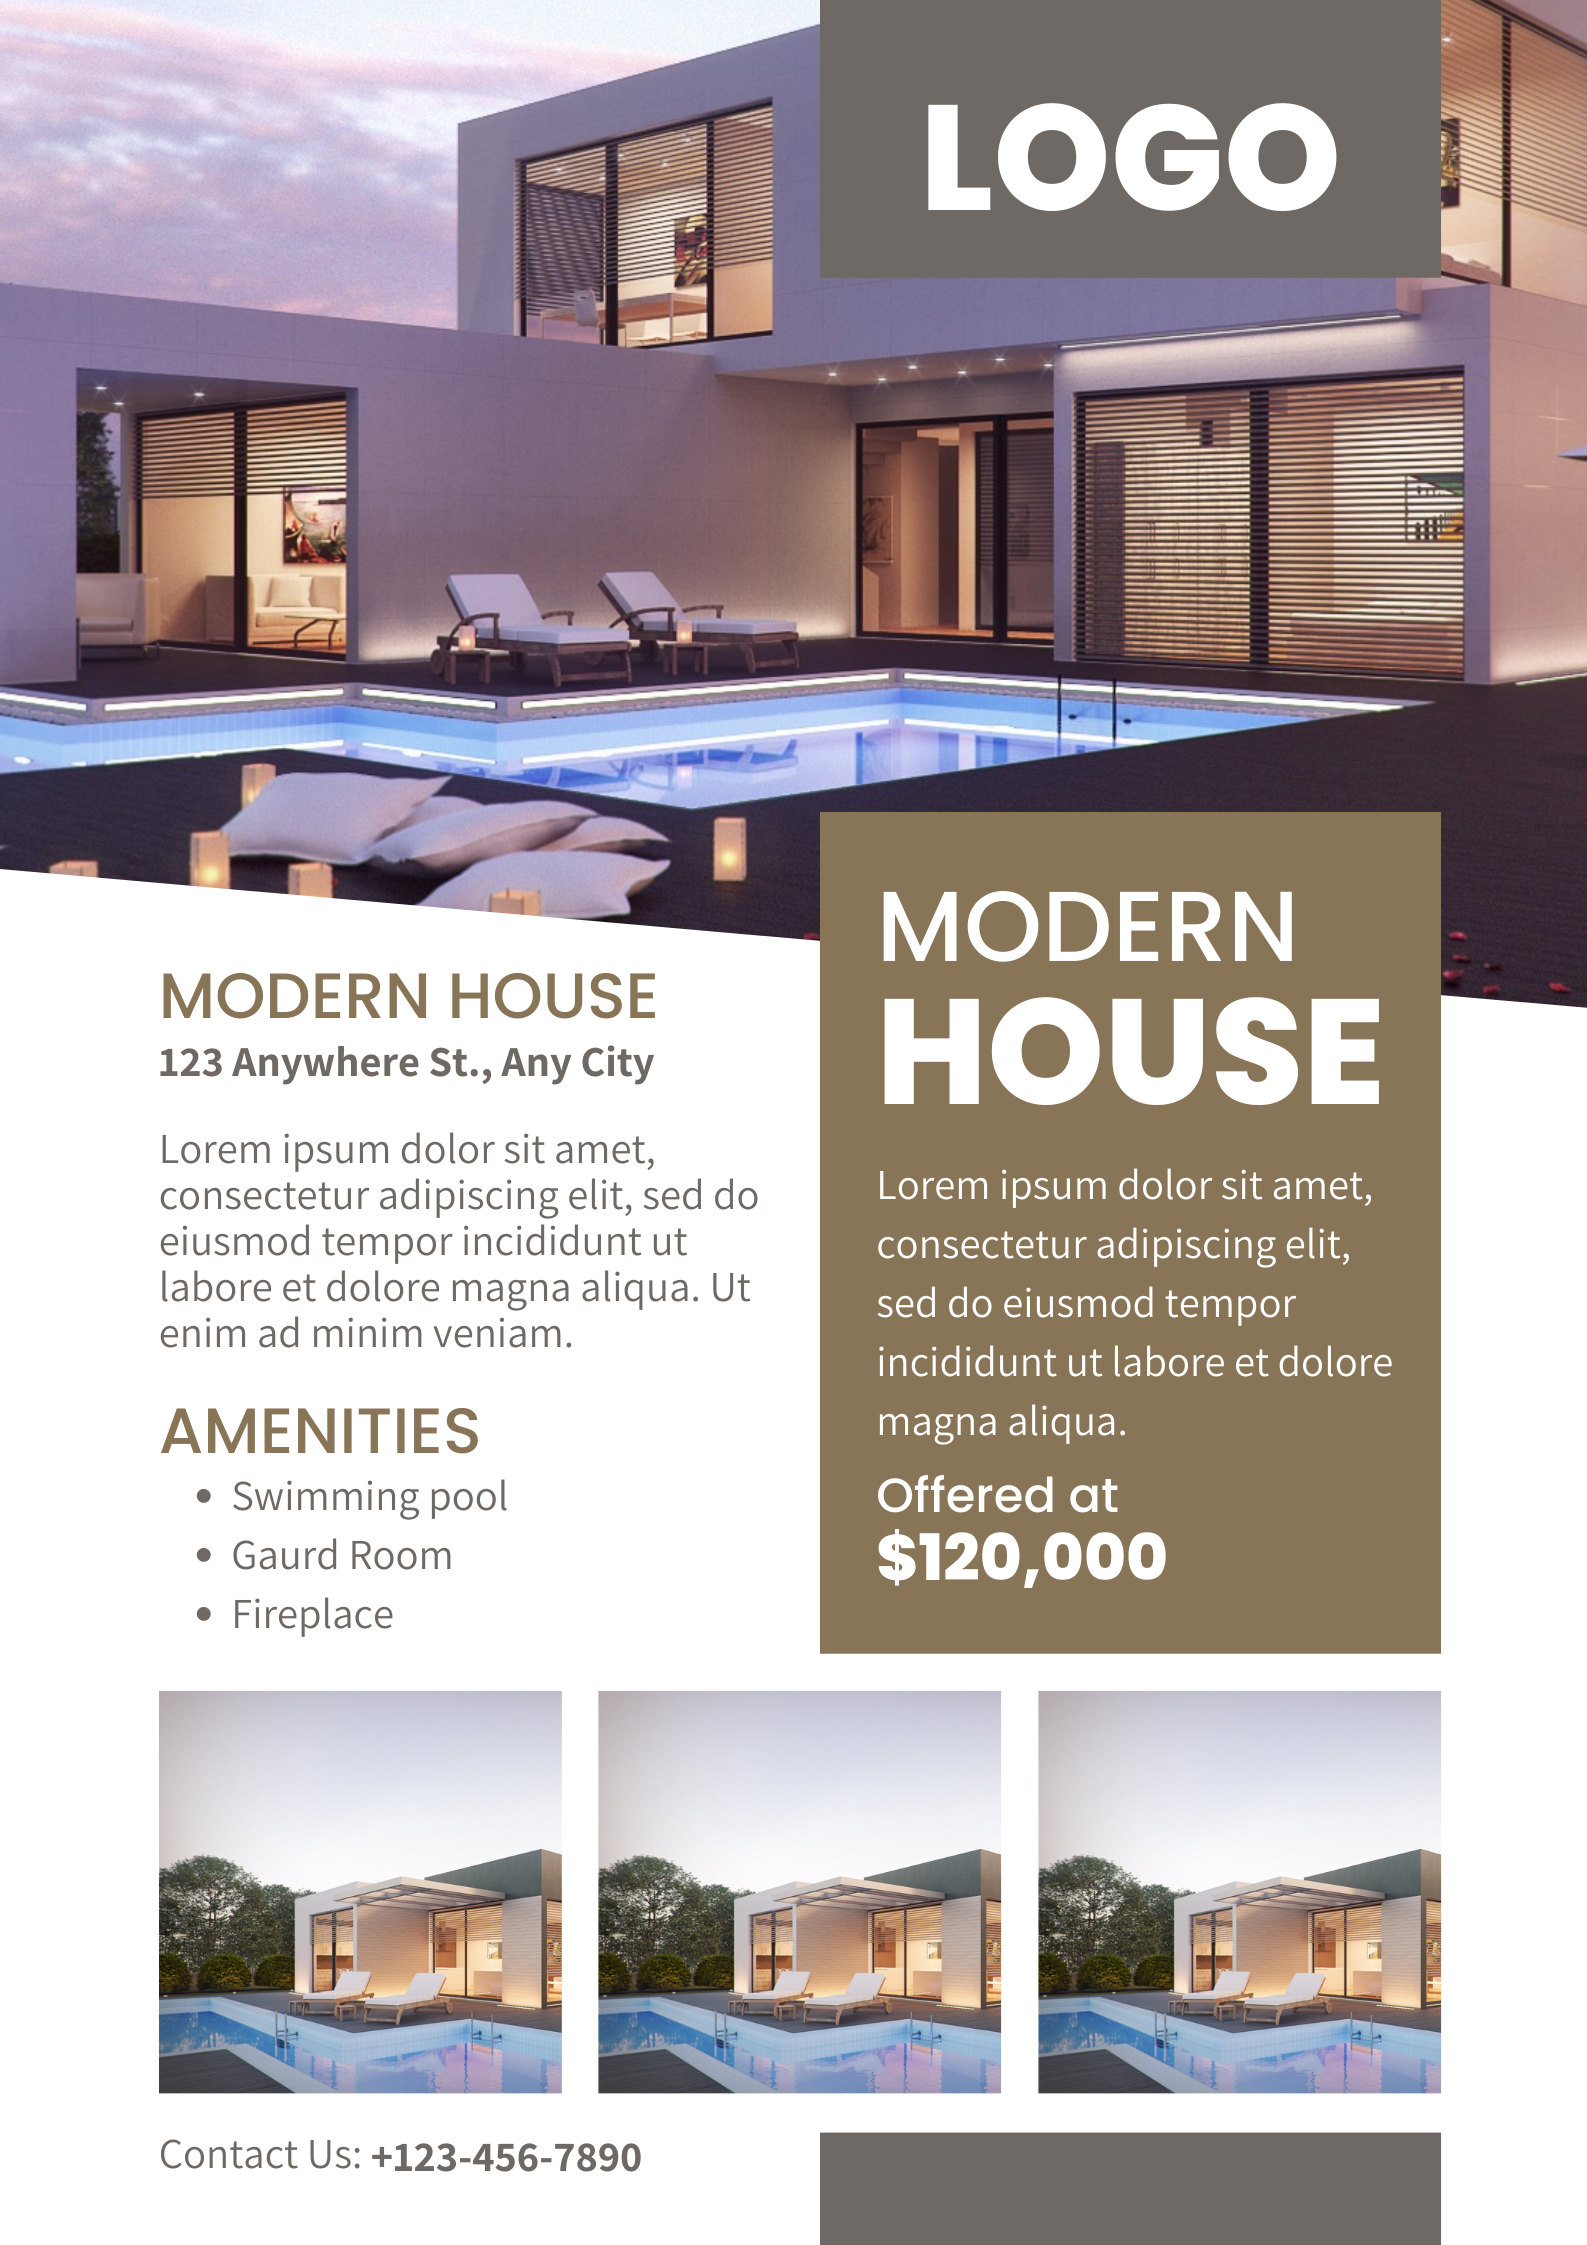 LOGO
MODERN
HOUSE
Lorem ipsum dolor sit amet,
consectetur adipiscing elit,
sed do eiusmod tempor
incididunt ut labore et dolore
magna aliqua.
Offered at
$120,000
MODERN HOUSE
123 Anywhere St., Any City
Lorem ipsum dolor sit amet,
consectetur adipiscing elit, sed do
eiusmod tempor incididunt ut
labore et dolore magna aliqua. Ut
enim ad minim veniam.
AMENITIES
• Swimming pool
• Gaurd Room
• Fireplace
Contact Us: +123-456-7890